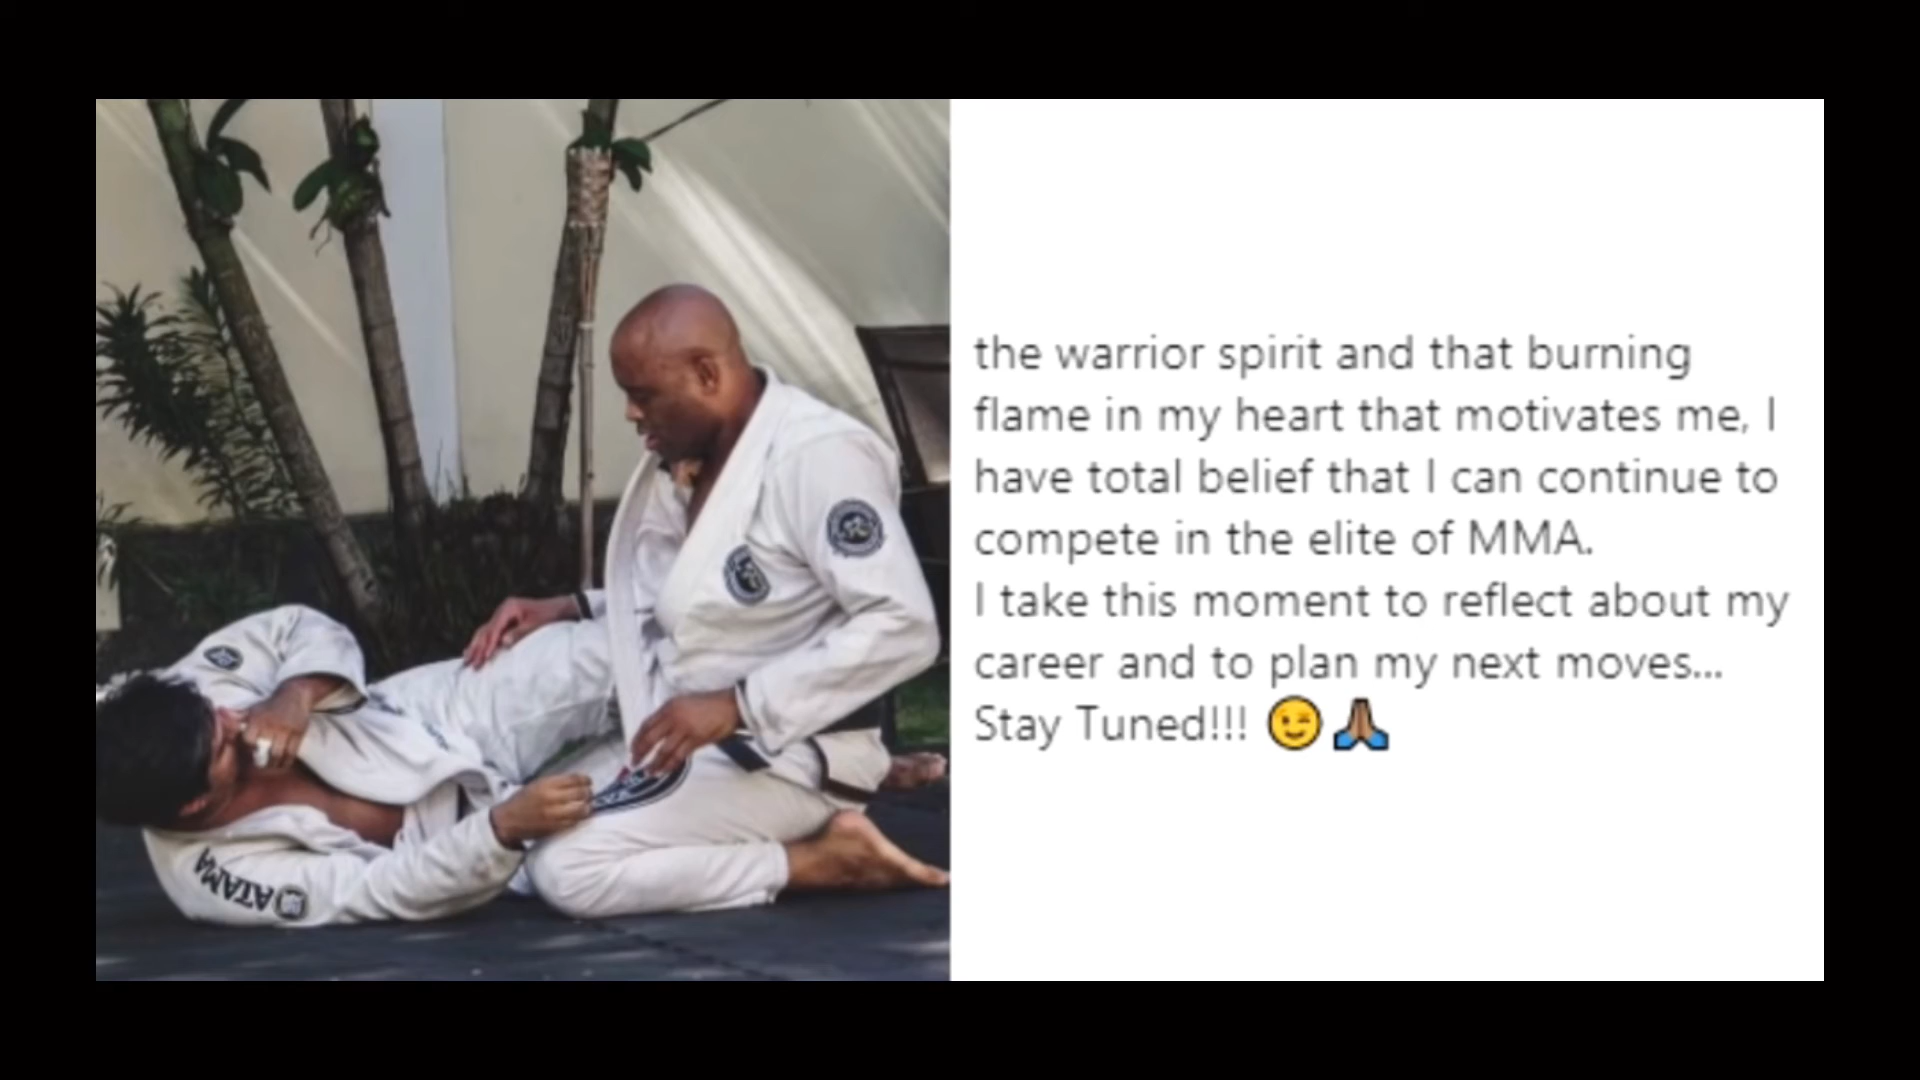 the warrior spirit and that burning
flame in my heart that motivates me, I
have total belief that I can continue to
compete in the elite of MMA.
I take this moment to reflect about my
career and to plan my next moves...
Stay Tuned!!! 😉🙏🏽
ATAMA